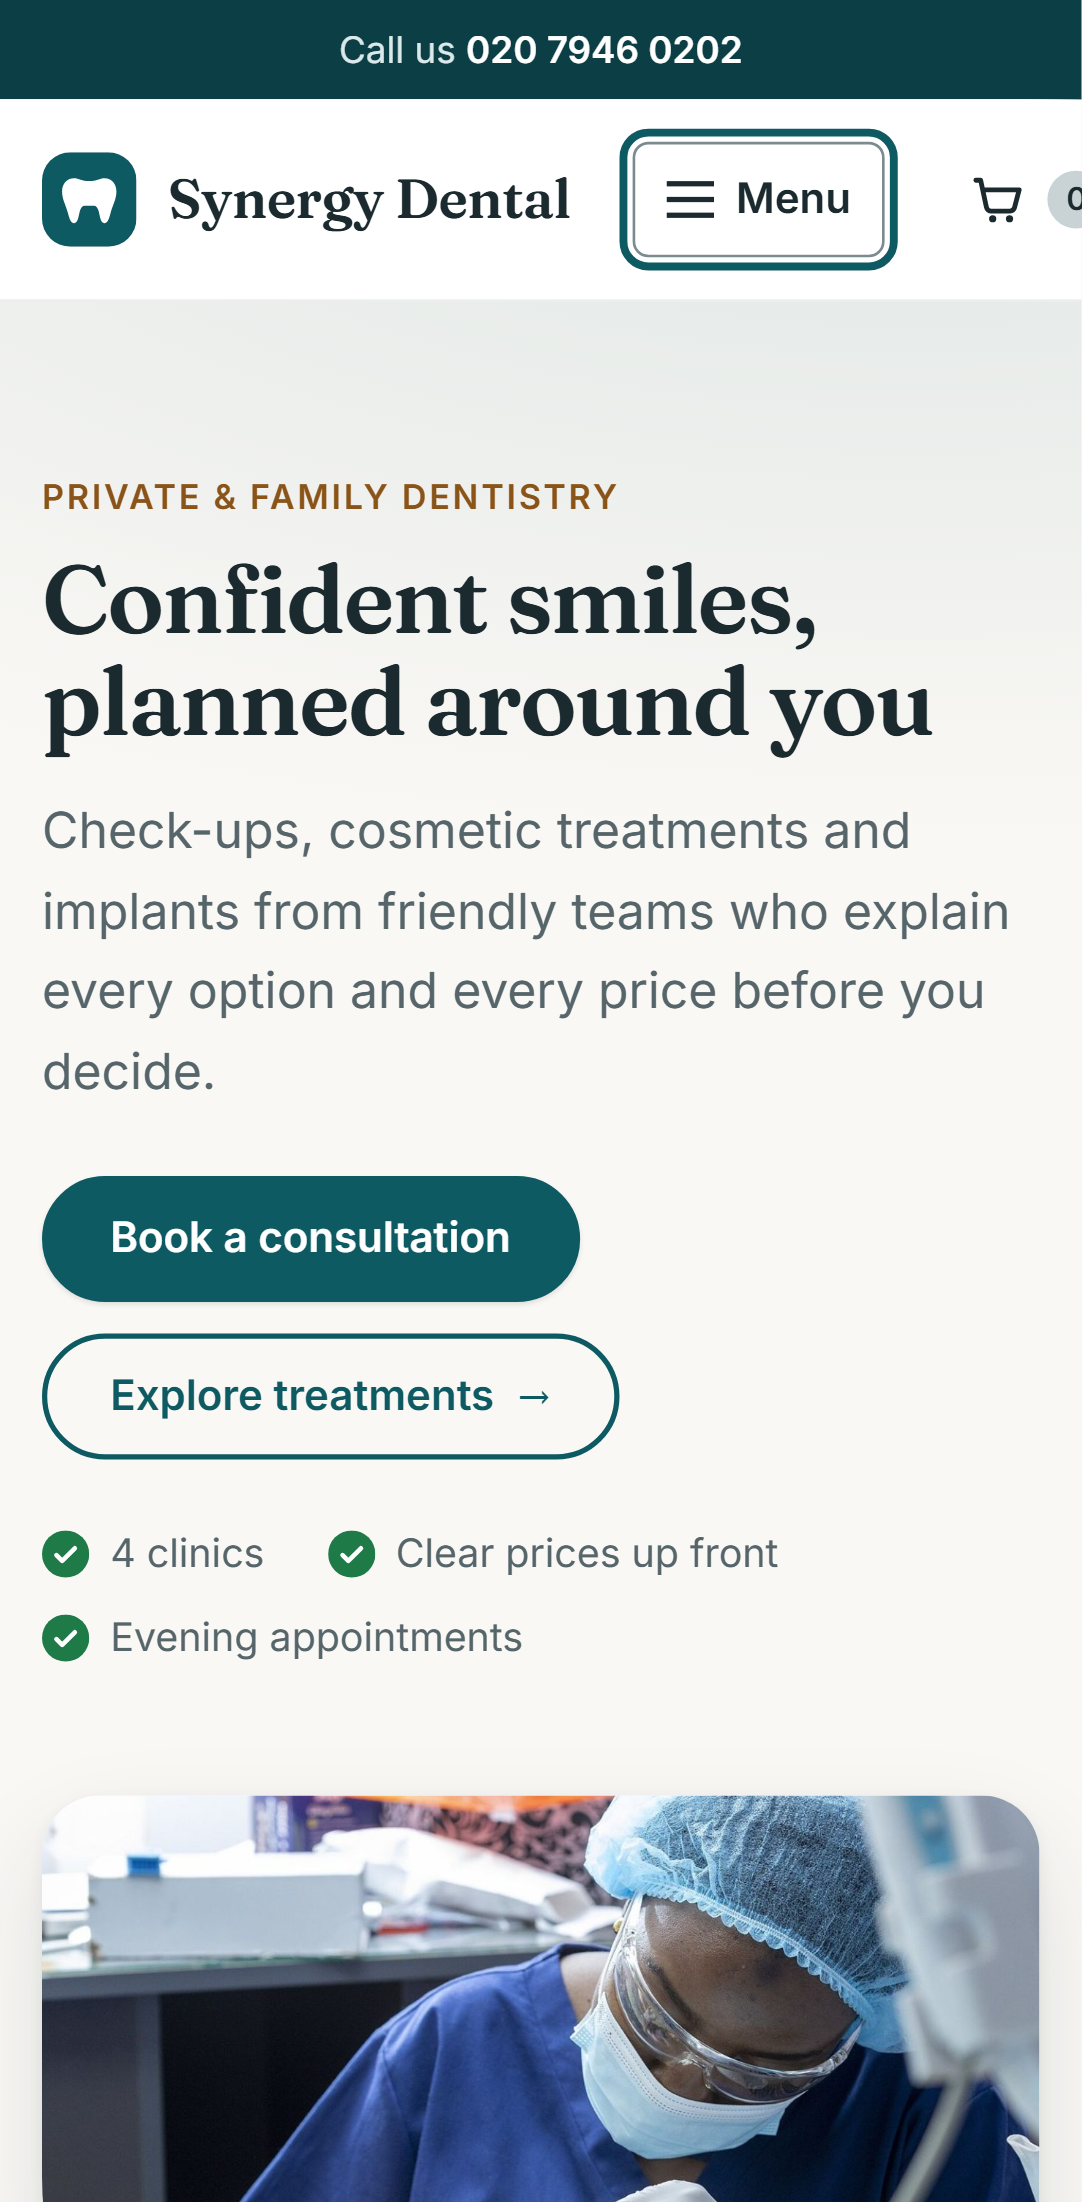 Call us 020 7946 0202
Synergy Dental
Menu
0
PRIVATE & FAMILY DENTISTRY
Confident smiles,
planned around you
Check-ups, cosmetic treatments and
implants from friendly teams who explain
every option and every price before you
decide.
Book a consultation
Explore treatments →
4 clinics
Clear prices up front
Evening appointments